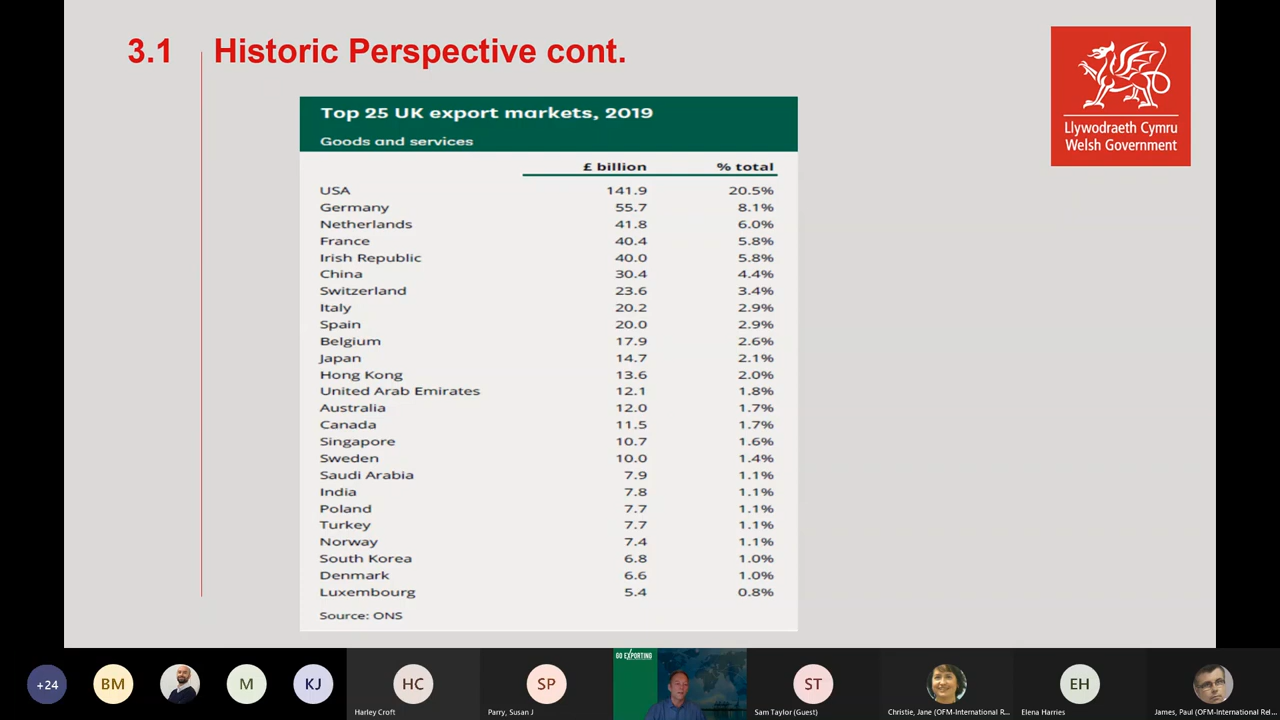 3.1 Historic Perspective cont.
Llywodraeth Cymru
Welsh Government
Top 25 UK export markets, 2019
Goods and services
£ billion % total
USA 141.9 20.5%
Germany 55.7 8.1%
Netherlands 41.8 6.0%
France 40.4 5.8%
Irish Republic 40.0 5.8%
China 30.4 4.4%
Switzerland 23.6 3.4%
Italy 20.2 2.9%
Spain 20.0 2.9%
Belgium 17.9 2.6%
Japan 14.7 2.1%
Hong Kong 13.6 2.0%
United Arab Emirates 12.1 1.8%
Australia 12.0 1.7%
Canada 11.5 1.7%
Singapore 10.7 1.6%
Sweden 10.0 1.4%
Saudi Arabia 7.9 1.1%
India 7.8 1.1%
Poland 7.7 1.1%
Turkey 7.7 1.1%
Norway 7.4 1.1%
South Korea 6.8 1.0%
Denmark 6.6 1.0%
Luxembourg 5.4 0.8%
Source: ONS
+24 BM M KJ HC SP GO EXPORTING ST EH
Harley Croft Parry, Susan J Sam Taylor (Guest) Christie, Jane (OFM-International R... Elena Harries James, Paul (OFM-International Rel...